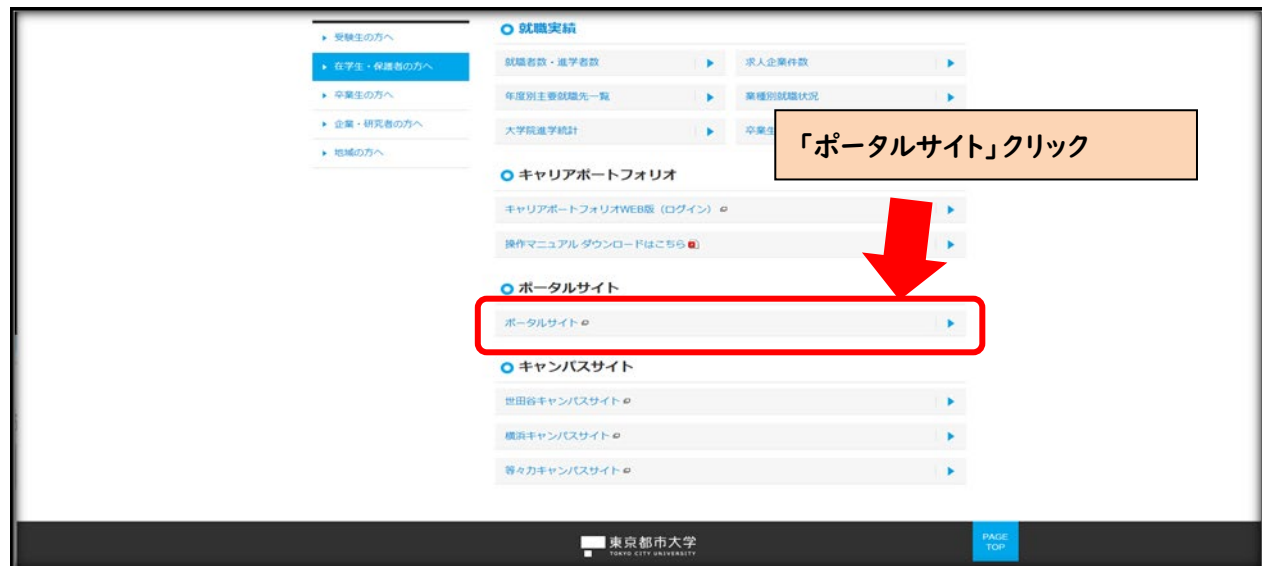 受験生の方へ
在学生・保護者の方へ
卒業生の方へ
企業・研究者の方へ
地域の方へ
就職実績
就職者数・進学者数
求人企業件数
年度別主要就職先一覧
業種別就職状況
大学院進学統計
卒業生
「ポータルサイト」クリック
キャリアポートフォリオ
キャリアポートフォリオWEB版（ログイン）
操作マニュアル ダウンロードはこちら
ポータルサイト
ポータルサイト
キャンパスサイト
世田谷キャンパスサイト
横浜キャンパスサイト
等々力キャンパスサイト
東京都市大学
TOKYO CITY UNIVERSITY
PAGE
TOP